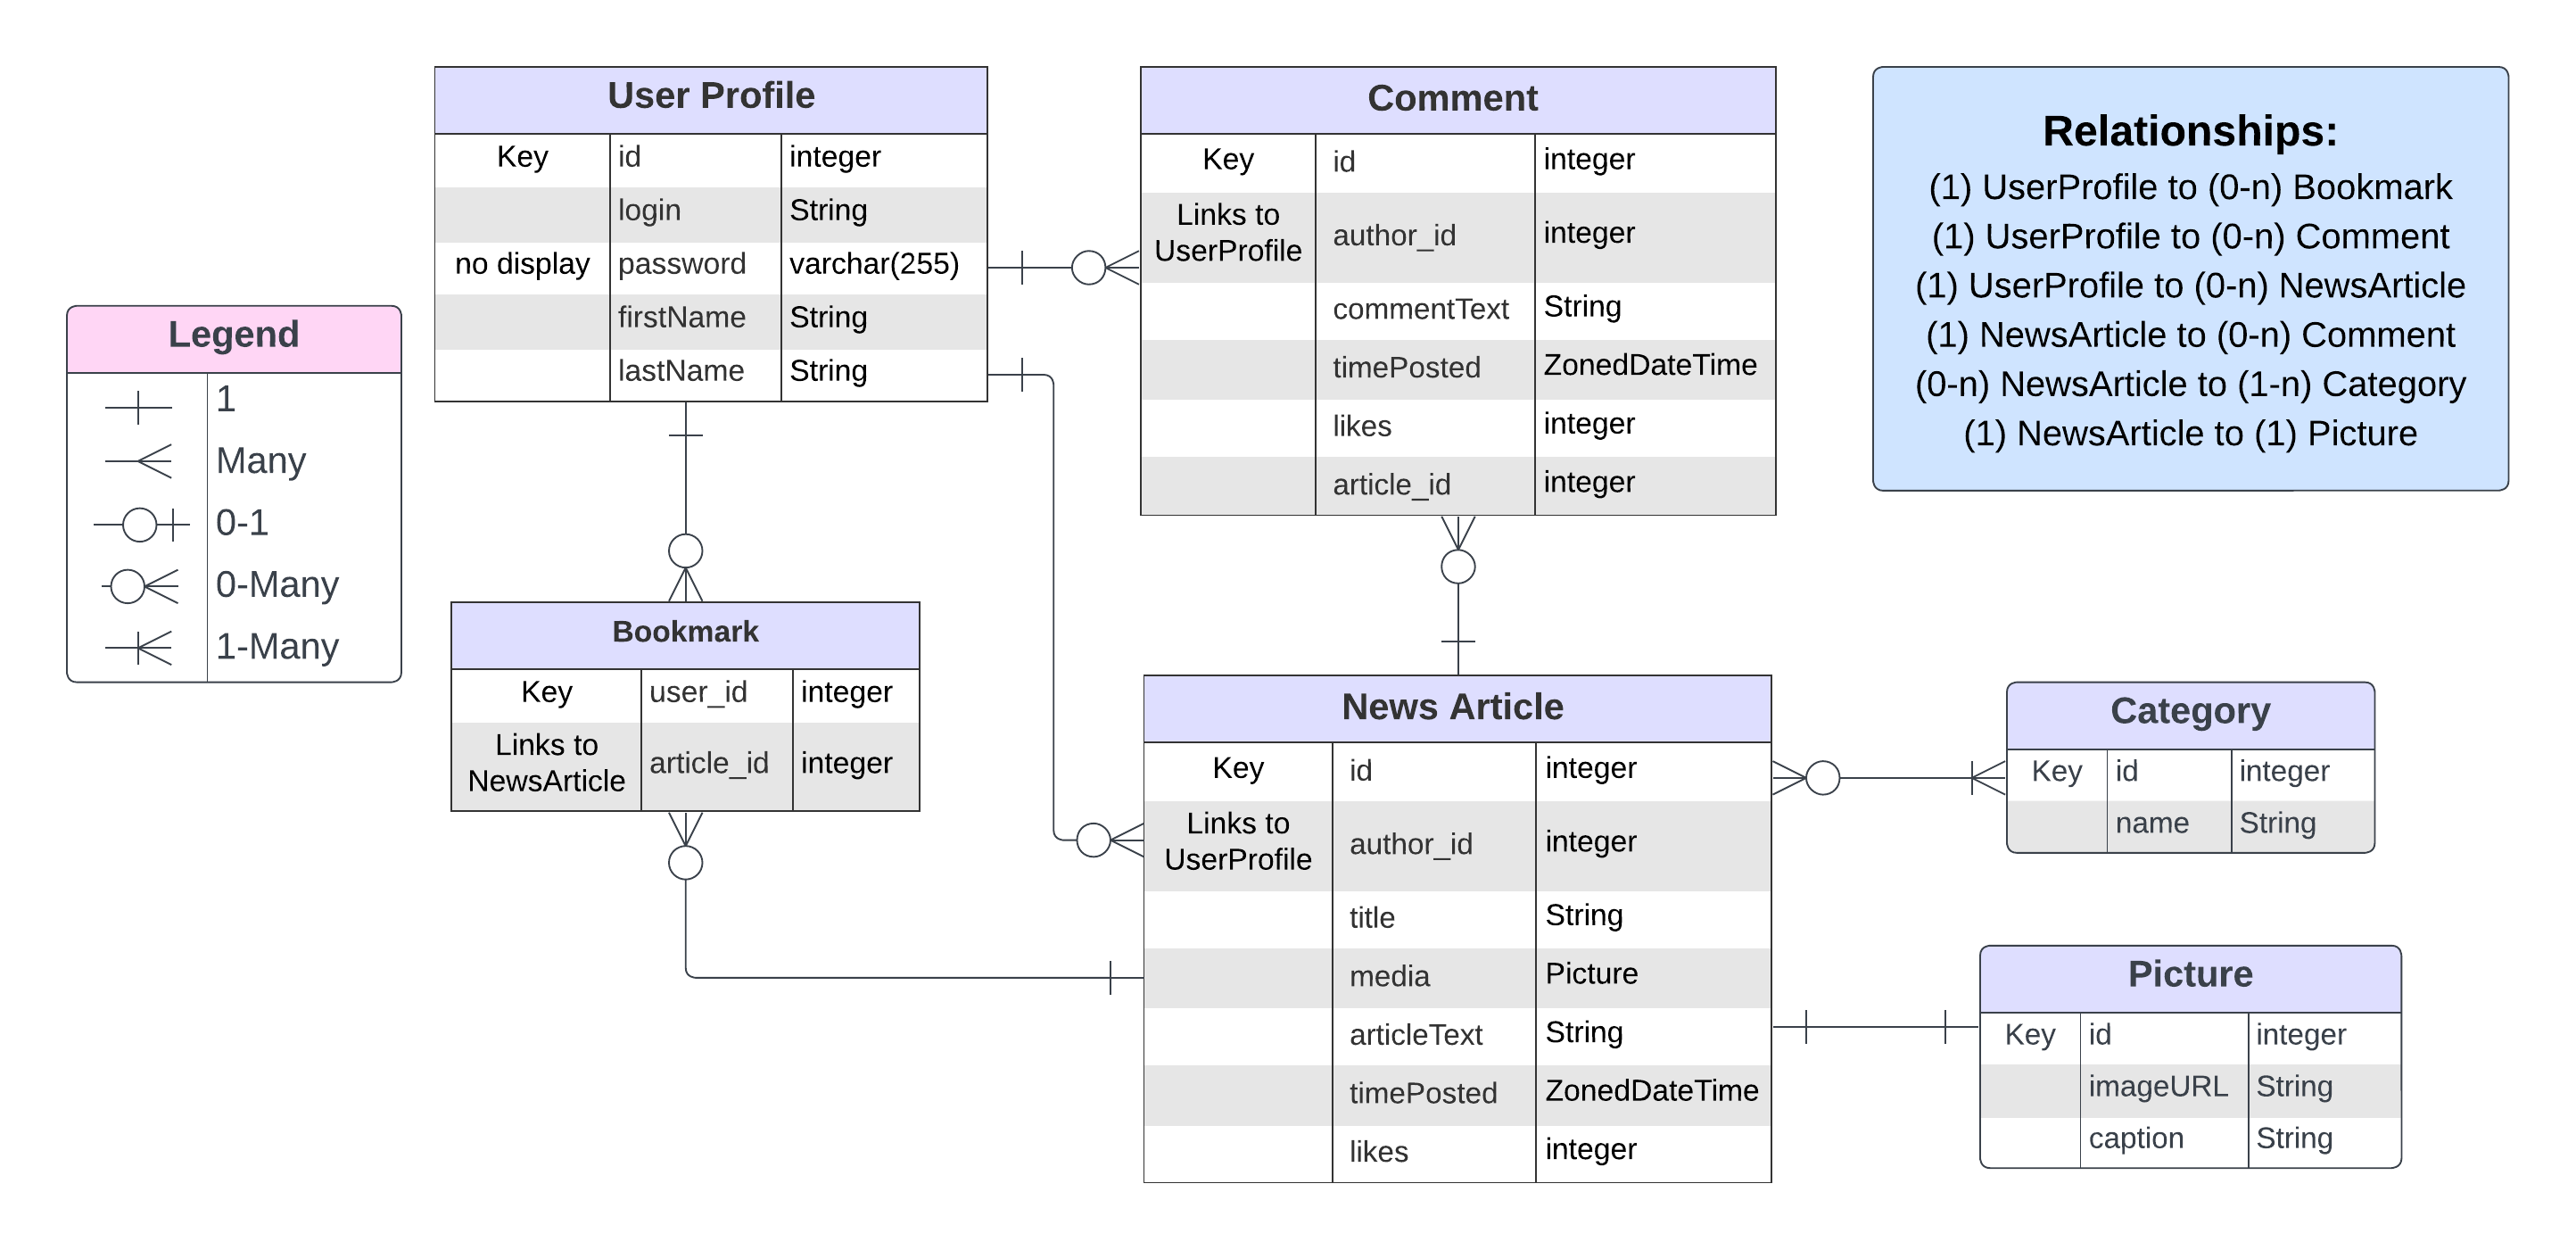 User Profile
Key id integer
login String
no display password varchar(255)
firstName String
lastName String
Comment
Key id integer
Links to
UserProfile author_id integer
commentText String
timePosted ZonedDateTime
likes integer
article_id integer
Relationships:
(1) UserProfile to (0-n) Bookmark
(1) UserProfile to (0-n) Comment
(1) UserProfile to (0-n) NewsArticle
(1) NewsArticle to (0-n) Comment
(0-n) NewsArticle to (1-n) Category
(1) NewsArticle to (1) Picture
Legend
1
Many
0-1
0-Many
1-Many
Bookmark
Key user_id integer
Links to
NewsArticle article_id integer
News Article
Key id integer
Links to
UserProfile author_id integer
title String
media Picture
articleText String
timePosted ZonedDateTime
likes integer
Category
Key id integer
name String
Picture
Key id integer
imageURL String
caption String